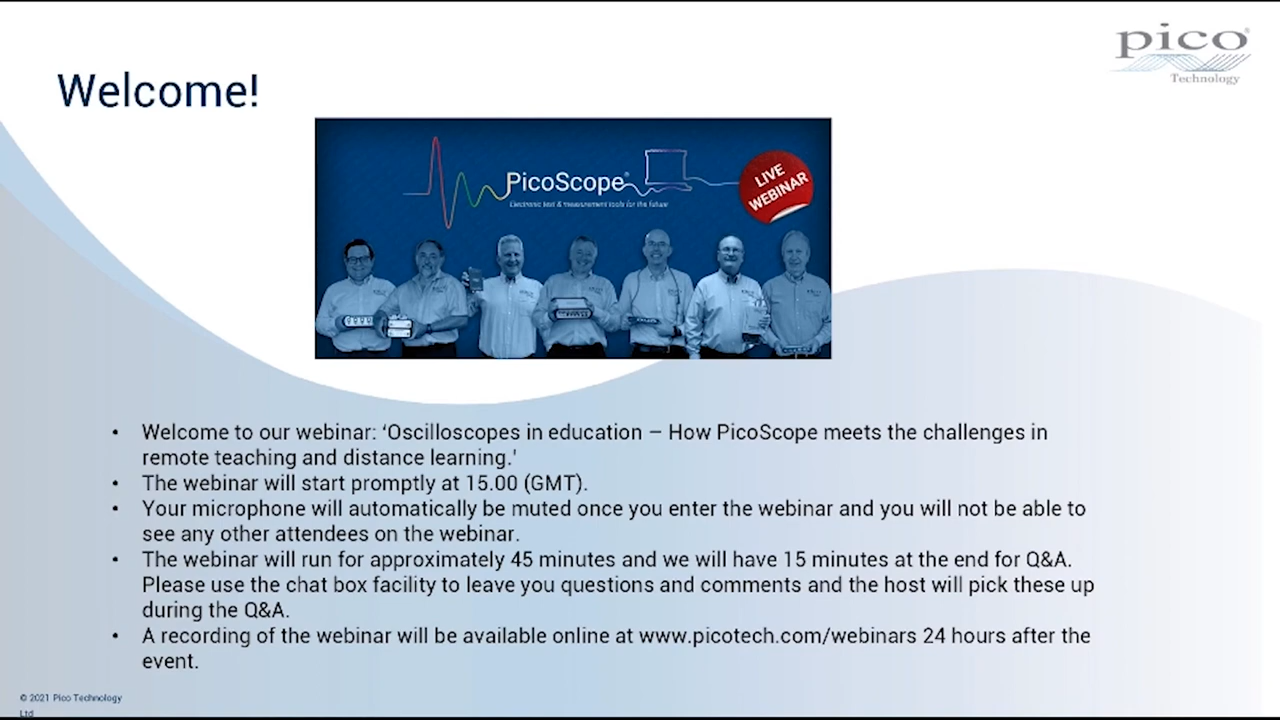 pico
Technology
Welcome!
PicoScope®
Electronic test & measurement tools for the future
LIVE
WEBINAR
• Welcome to our webinar: ‘Oscilloscopes in education – How PicoScope meets the challenges in
remote teaching and distance learning.’
• The webinar will start promptly at 15.00 (GMT).
• Your microphone will automatically be muted once you enter the webinar and you will not be able to
see any other attendees on the webinar.
• The webinar will run for approximately 45 minutes and we will have 15 minutes at the end for Q&A.
Please use the chat box facility to leave you questions and comments and the host will pick these up
during the Q&A.
• A recording of the webinar will be available online at www.picotech.com/webinars 24 hours after the
event.
© 2021 Pico Technology
Ltd